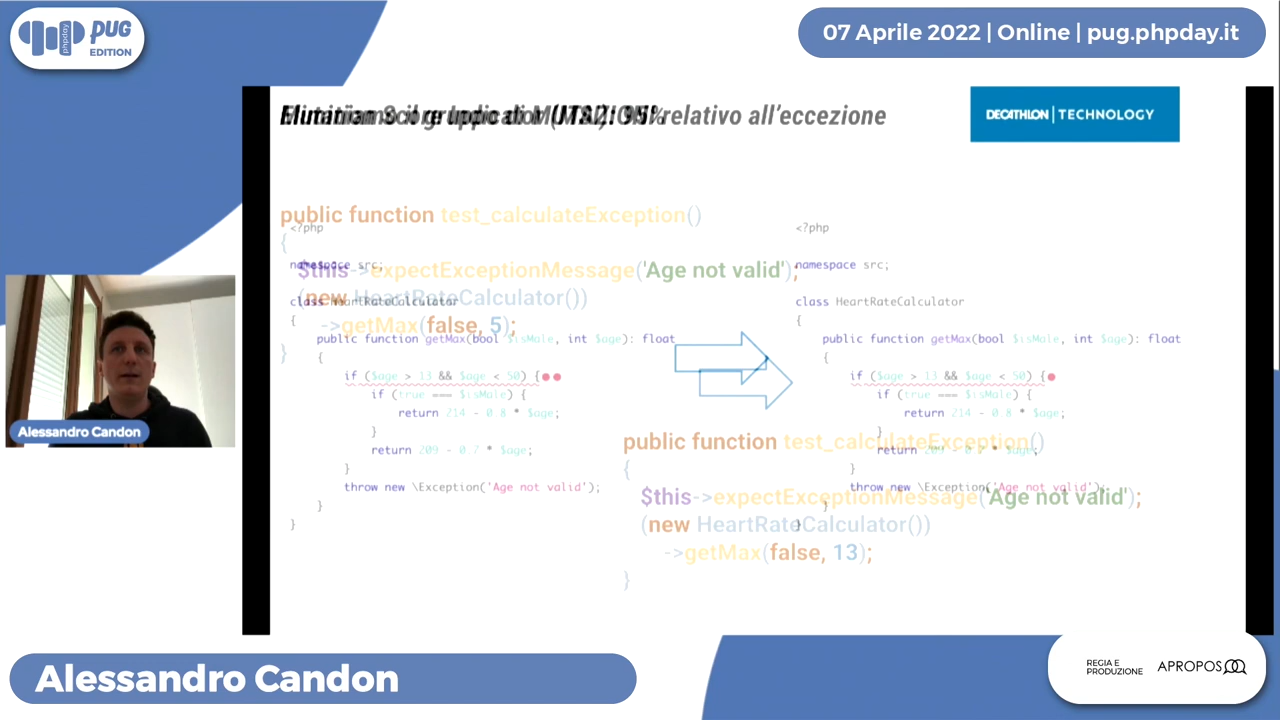 phpday
PUG
EDITION
07 Aprile 2022 | Online | pug.phpday.it
relativo all'eccezione
DECATHLON | TECHNOLOGY
public function test_calculateException()
{
$this->expectExceptionMessage('Age not valid');
(new HeartRateCalculator())
->getMax(false, 5);
}
<?php
namespace src;
class HeartRateCalculator
{
public function getMax(bool $isMale, int $age): float
{
if ($age > 13 && $age < 50) {
if (true === $isMale) {
return 214 - 0.8 * $age;
}
return 209 - 0.7 * $age;
}
throw new \Exception('Age not valid');
}
}
<?php
namespace src;
class HeartRateCalculator
{
public function getMax(bool $isMale, int $age): float
{
if ($age > 13 && $age < 50) {
if (true === $isMale) {
return 214 - 0.8 * $age;
}
return 209 - 0.7 * $age;
}
throw new \Exception('Age not valid');
}
}
public function test_calculateException()
{
$this->expectExceptionMessage('Age not valid');
(new HeartRateCalculator())
->getMax(false, 13);
}
Alessandro Candon
Alessandro Candon
REGIA E
PRODUZIONE
APROPOS